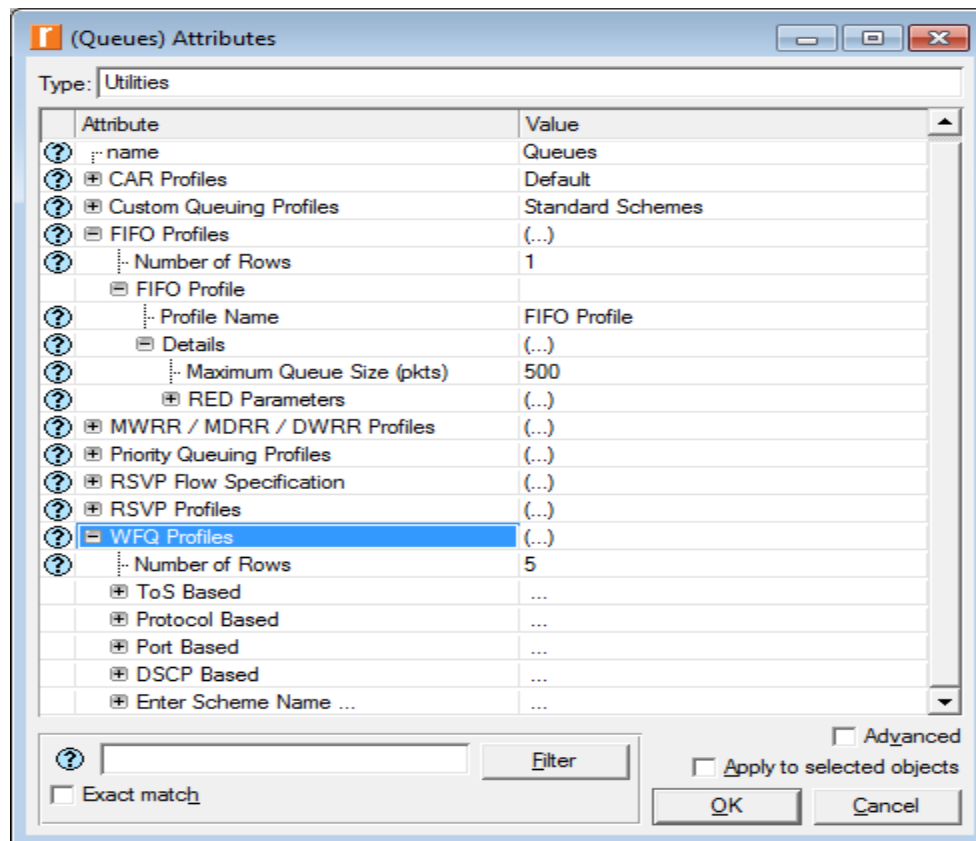 (Queues) Attributes
Type: Utilities
Attribute Value
name Queues
CAR Profiles Default
Custom Queuing Profiles Standard Schemes
FIFO Profiles (...)
Number of Rows 1
FIFO Profile
Profile Name FIFO Profile
Details (...)
Maximum Queue Size (pkts) 500
RED Parameters (...)
MWRR / MDRR / DWRR Profiles (...)
Priority Queuing Profiles (...)
RSVP Flow Specification (...)
RSVP Profiles (...)
WFQ Profiles (...)
Number of Rows 5
ToS Based ...
Protocol Based ...
Port Based ...
DSCP Based ...
Enter Scheme Name ... ...
Advanced
Filter
Apply to selected objects
Exact match
OK Cancel